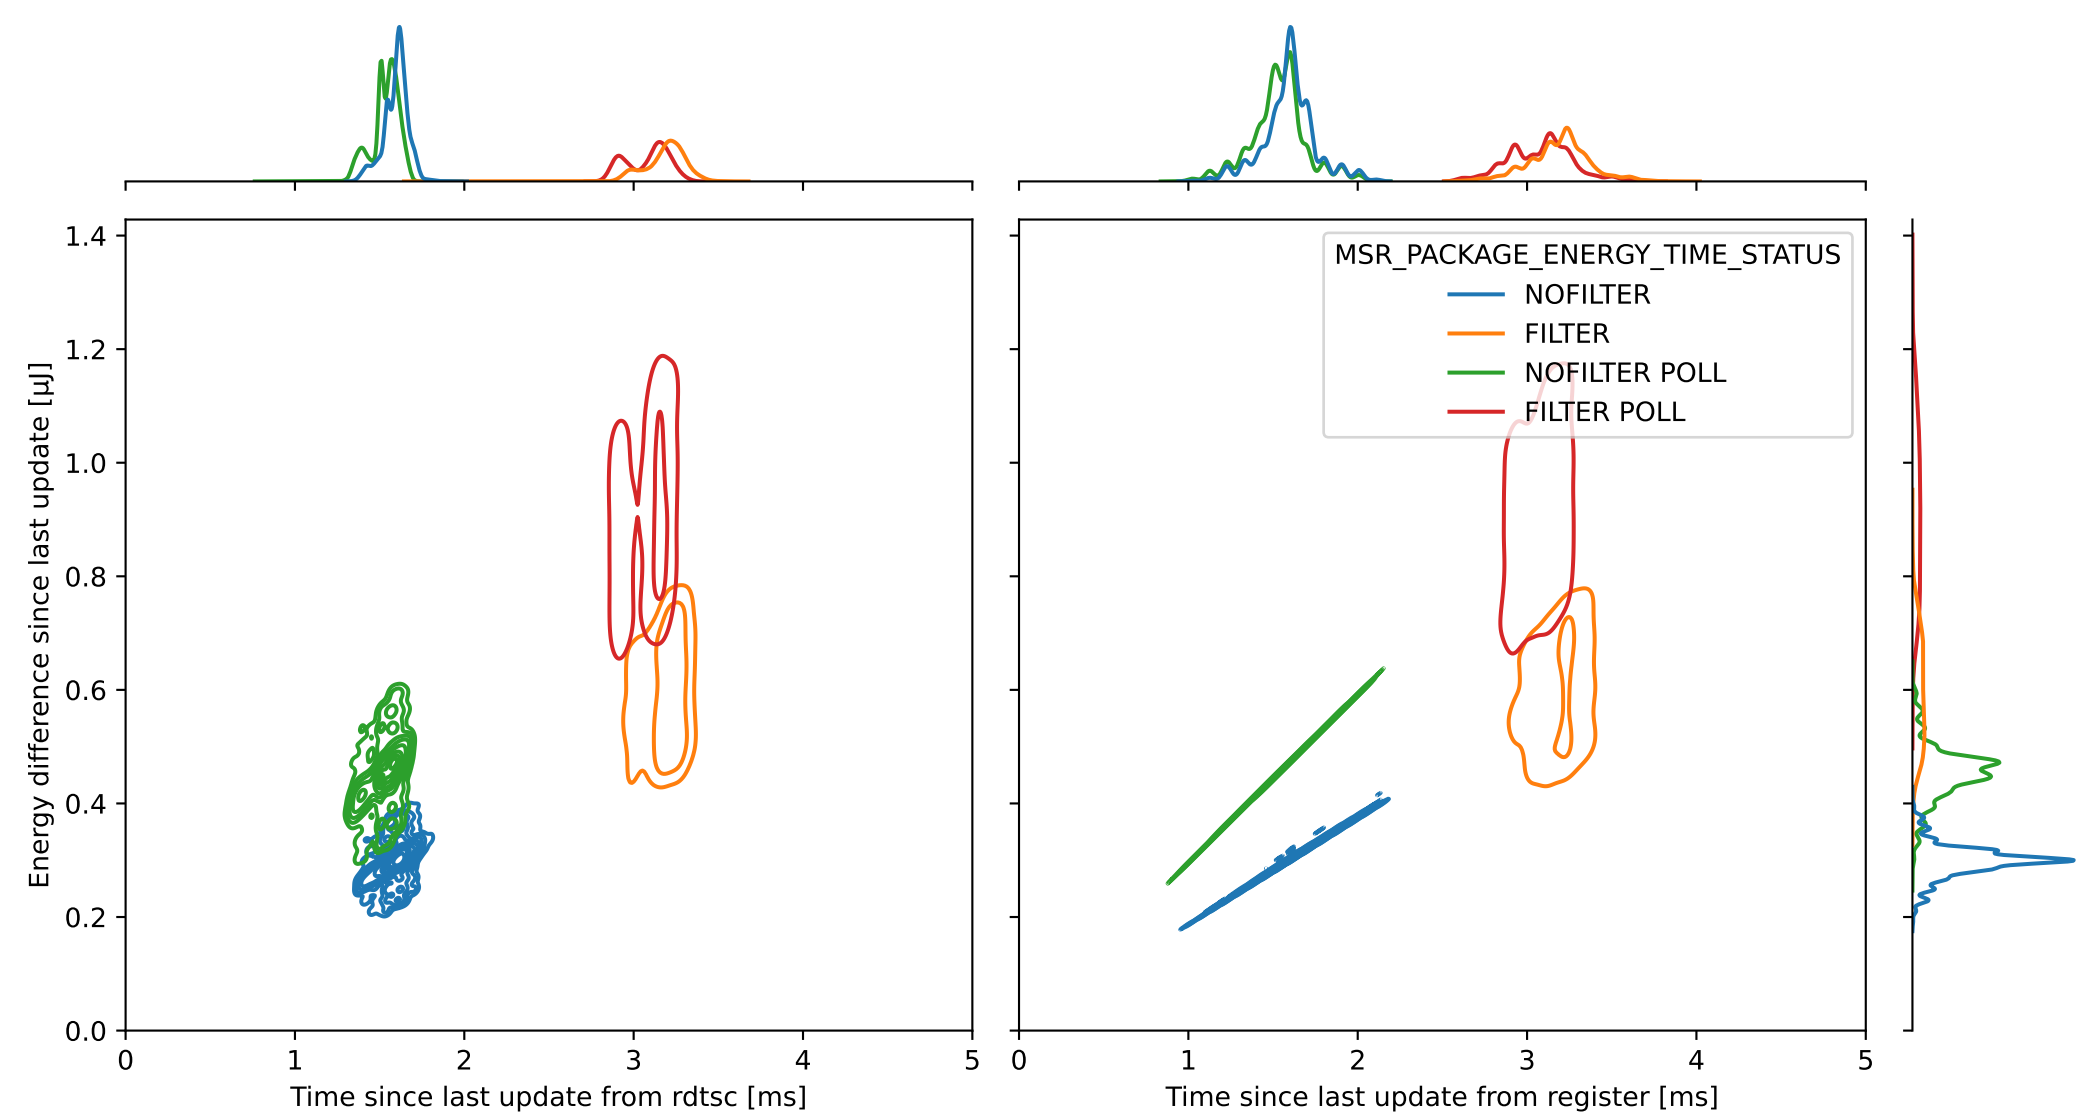 1.4
1.2
1.0
0.8
0.6
0.4
0.2
0.0
Energy difference since last update [µJ]
0 1 2 3 4 5
Time since last update from rdtsc [ms]
MSR_PACKAGE_ENERGY_TIME_STATUS
NOFILTER
FILTER
NOFILTER POLL
FILTER POLL
0 1 2 3 4 5
Time since last update from register [ms]